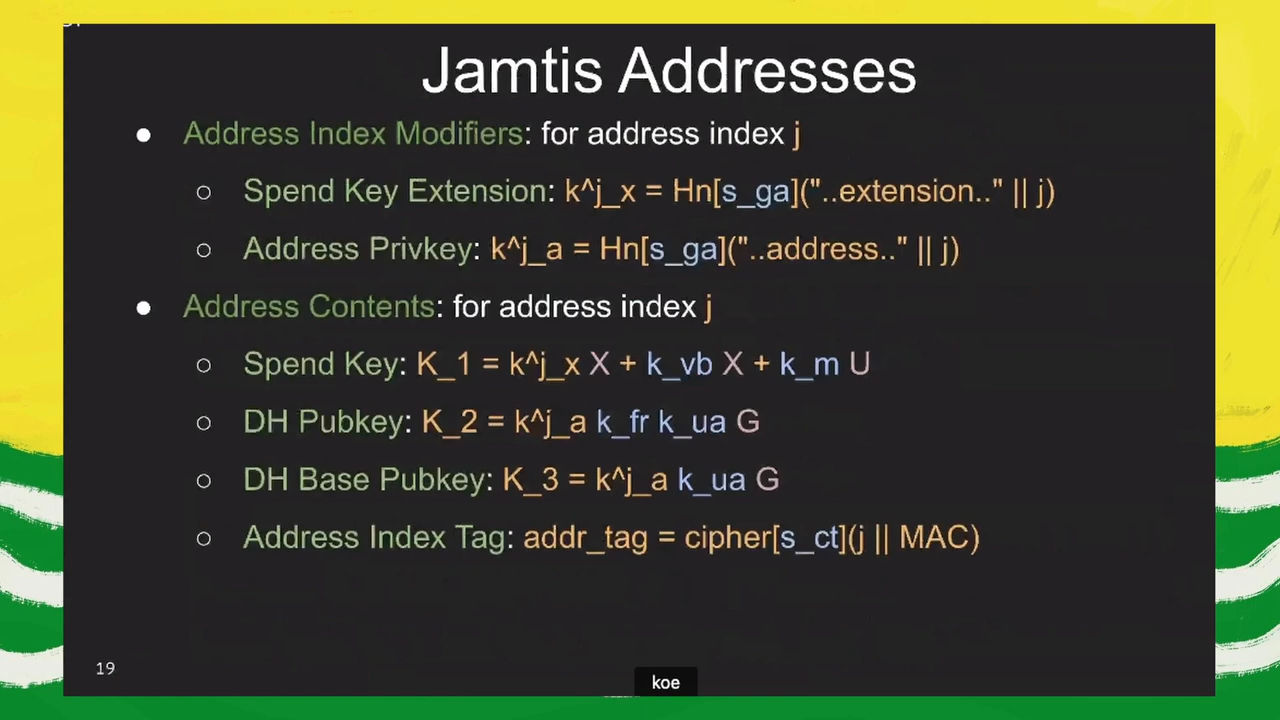 Jamtis Addresses
● Address Index Modifiers: for address index j
○ Spend Key Extension: k^j_x = Hn[s_ga]("..extension.." || j)
○ Address Privkey: k^j_a = Hn[s_ga]("..address.." || j)
● Address Contents: for address index j
○ Spend Key: K_1 = k^j_x X + k_vb X + k_m U
○ DH Pubkey: K_2 = k^j_a k_fr k_ua G
○ DH Base Pubkey: K_3 = k^j_a k_ua G
○ Address Index Tag: addr_tag = cipher[s_ct](j || MAC)
19
koe